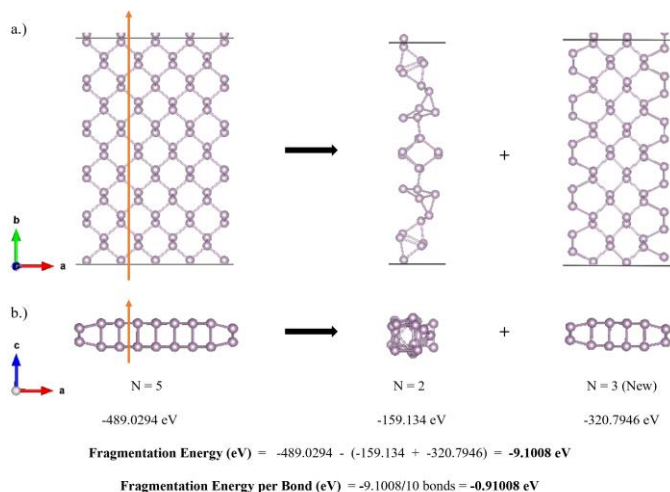 a.)
+
b
a
b.)
+
c
a
N = 5
N = 2
N = 3 (New)
-489.0294 eV
-159.134 eV
-320.7946 eV
Fragmentation Energy (eV) = -489.0294 - (-159.134 + -320.7946) = -9.1008 eV
Fragmentation Energy per Bond (eV) = -9.1008/10 bonds = -0.91008 eV